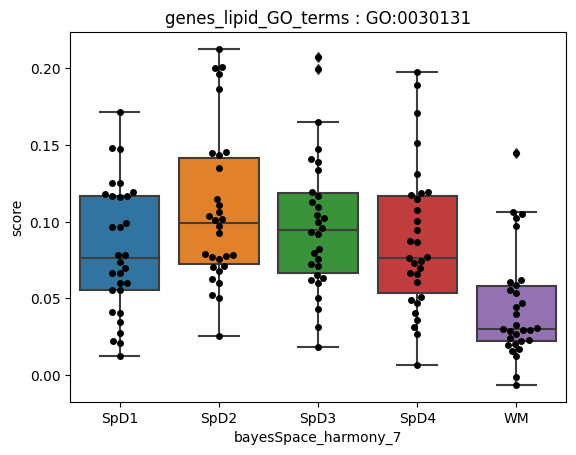 genes_lipid_GO_terms : GO:0030131
0.20
0.15
0.10
0.05
0.00
score
SpD1 SpD2 SpD3 SpD4 WM
bayesSpace_harmony_7